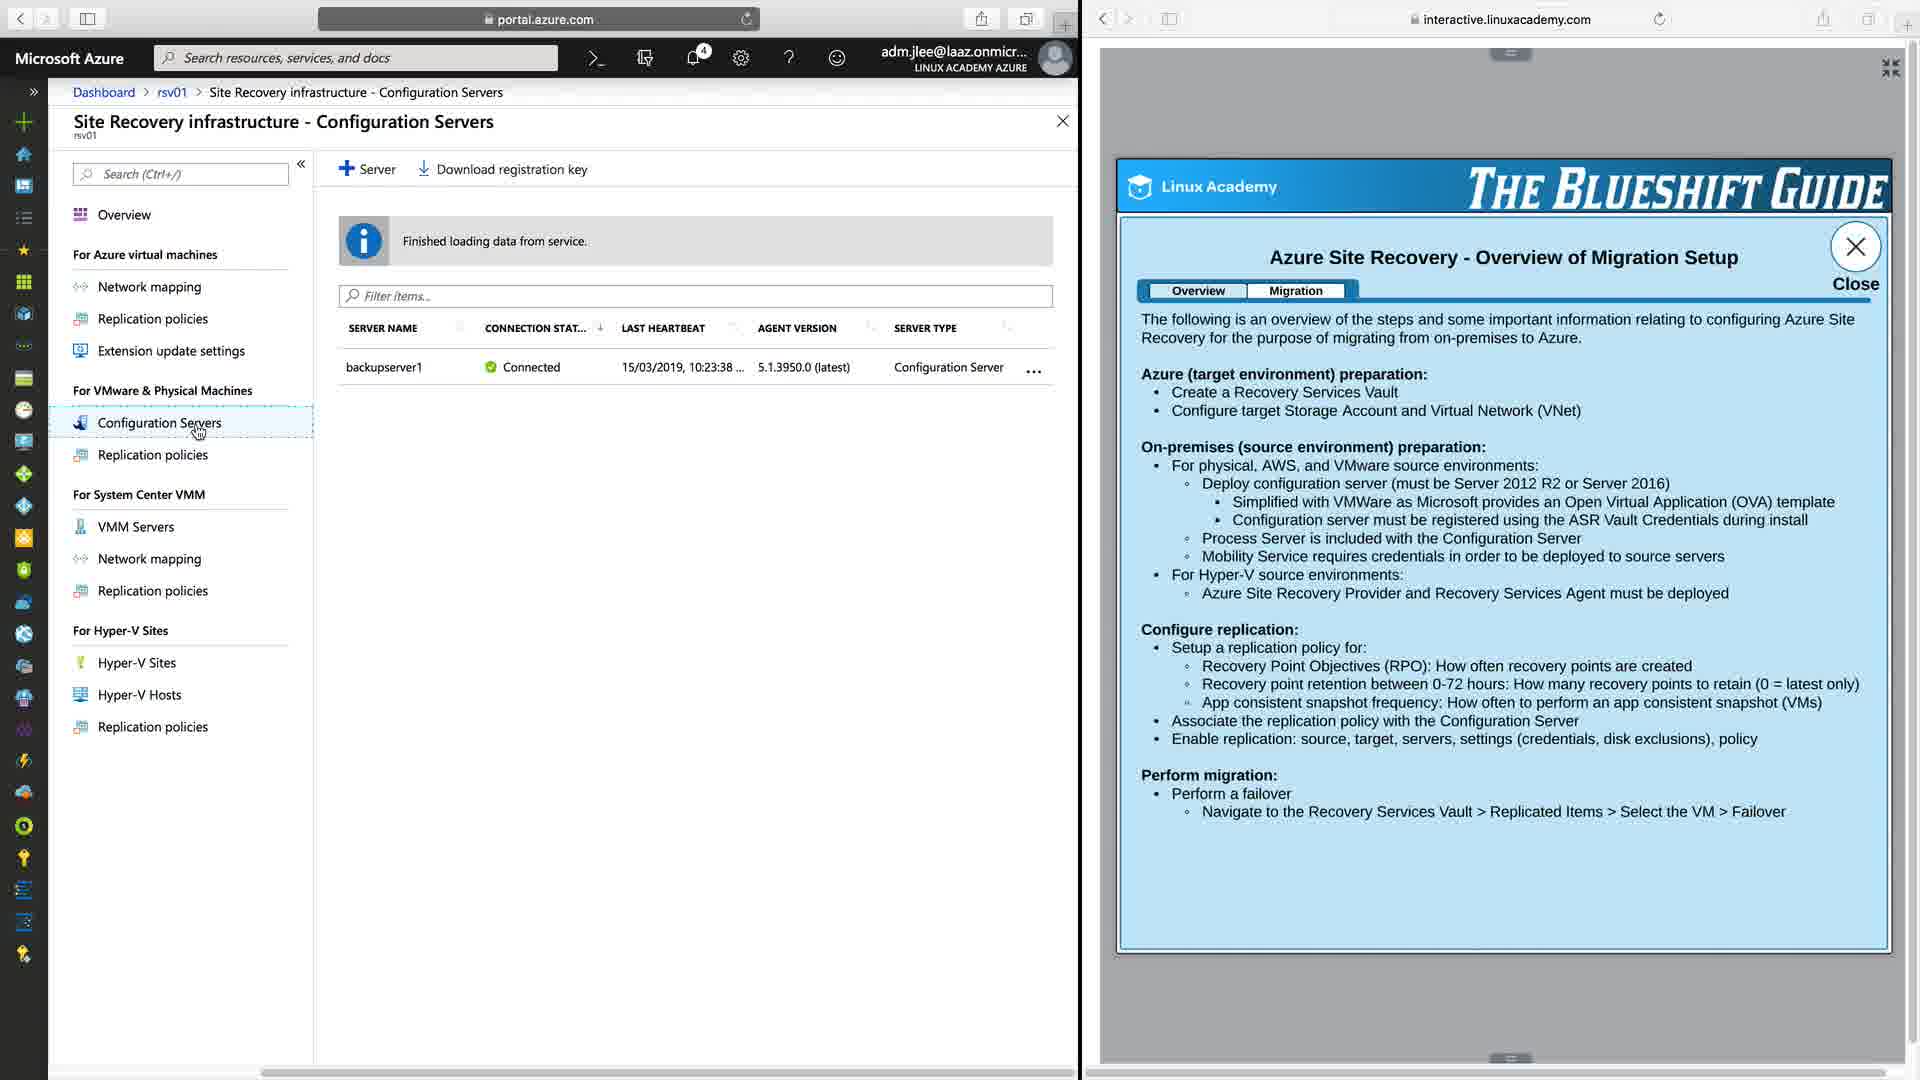 portal.azure.com
Microsoft Azure
Search resources, services, and docs
4
adm.jlee@laaz.onmicr...
LINUX ACADEMY AZURE
Dashboard > rsv01 > Site Recovery infrastructure - Configuration Servers
Site Recovery infrastructure - Configuration Servers
rsv01
Search (Ctrl+/)
Overview
For Azure virtual machines
Network mapping
Replication policies
Extension update settings
For VMware & Physical Machines
Configuration Servers
Replication policies
For System Center VMM
VMM Servers
Network mapping
Replication policies
For Hyper-V Sites
Hyper-V Sites
Hyper-V Hosts
Replication policies
Server
Download registration key
Finished loading data from service.
Filter items...
SERVER NAME CONNECTION STAT... LAST HEARTBEAT AGENT VERSION SERVER TYPE
backupserver1 Connected 15/03/2019, 10:23:38 ... 5.1.3950.0 (latest) Configuration Server ...
interactive.linuxacademy.com
Linux Academy
THE BLUESHIFT GUIDE
Azure Site Recovery - Overview of Migration Setup
Close
Overview Migration
The following is an overview of the steps and some important information relating to configuring Azure Site
Recovery for the purpose of migrating from on-premises to Azure.
Azure (target environment) preparation:
• Create a Recovery Services Vault
• Configure target Storage Account and Virtual Network (VNet)
On-premises (source environment) preparation:
• For physical, AWS, and VMware source environments:
◦ Deploy configuration server (must be Server 2012 R2 or Server 2016)
▪ Simplified with VMWare as Microsoft provides an Open Virtual Application (OVA) template
▪ Configuration server must be registered using the ASR Vault Credentials during install
◦ Process Server is included with the Configuration Server
◦ Mobility Service requires credentials in order to be deployed to source servers
• For Hyper-V source environments:
◦ Azure Site Recovery Provider and Recovery Services Agent must be deployed
Configure replication:
• Setup a replication policy for:
◦ Recovery Point Objectives (RPO): How often recovery points are created
◦ Recovery point retention between 0-72 hours: How many recovery points to retain (0 = latest only)
◦ App consistent snapshot frequency: How often to perform an app consistent snapshot (VMs)
• Associate the replication policy with the Configuration Server
• Enable replication: source, target, servers, settings (credentials, disk exclusions), policy
Perform migration:
• Perform a failover
◦ Navigate to the Recovery Services Vault > Replicated Items > Select the VM > Failover